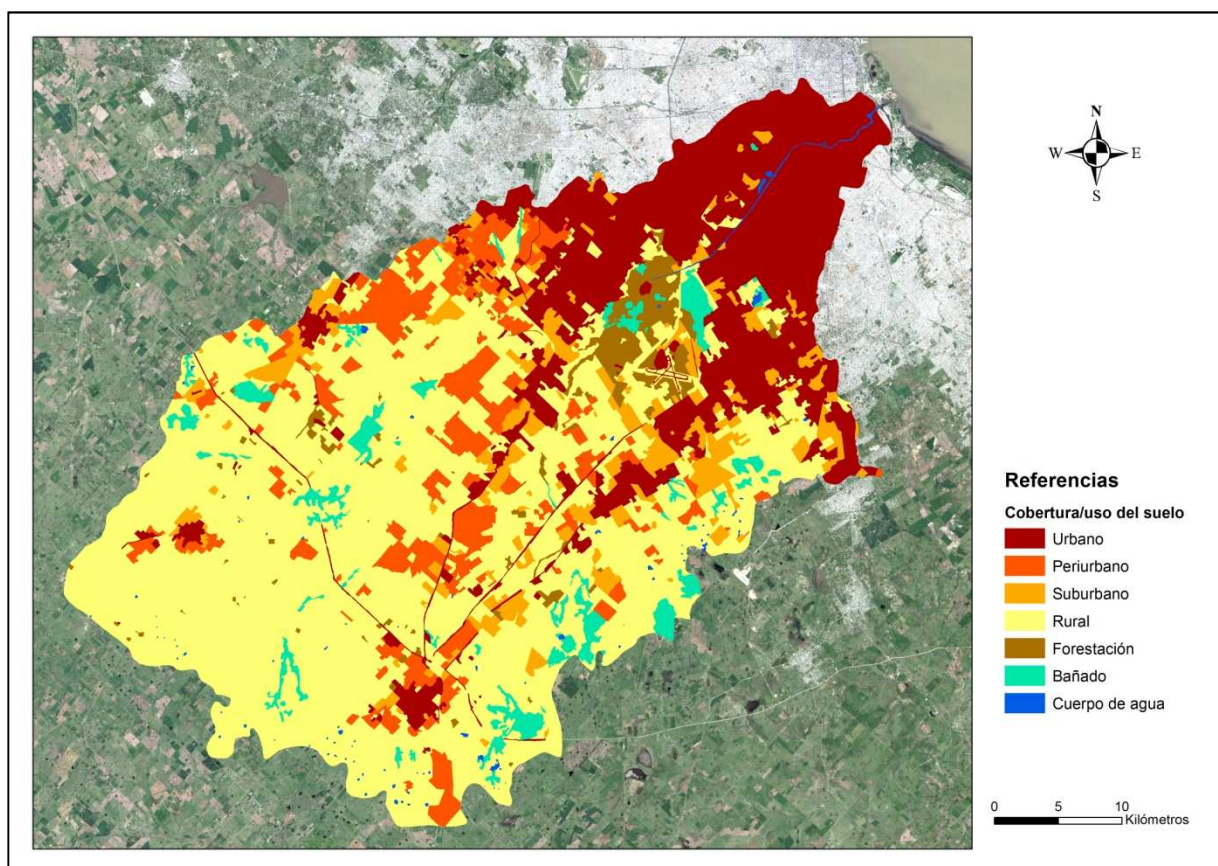 N
W E
S
Referencias
Cobertura/uso del suelo
Urbano
Periurbano
Suburbano
Rural
Forestación
Bañado
Cuerpo de agua
0 5 10
Kilómetros